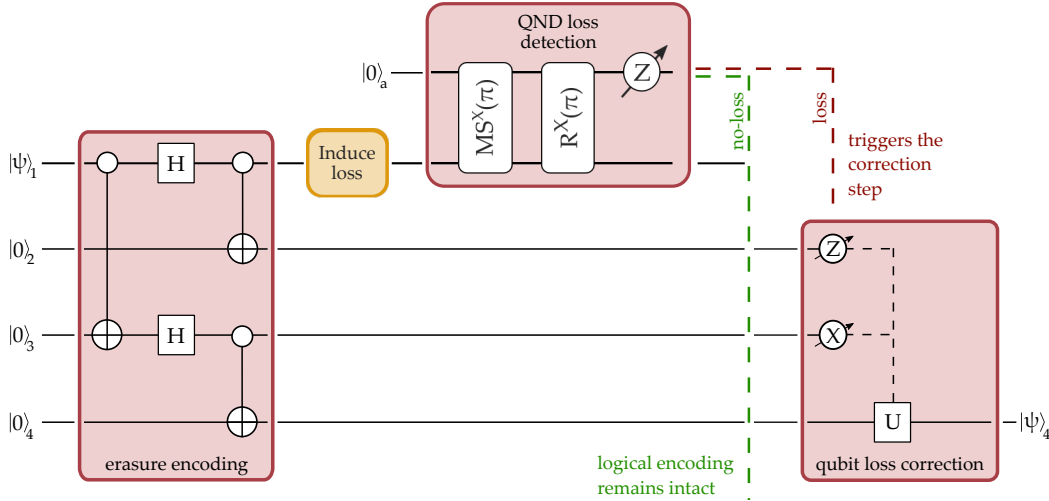 QND loss
detection
|0⟩a
Z
MSX(π)
RX(π)
no-loss
loss
triggers the
correction
step
|ψ⟩1
H
Induce
loss
|0⟩2
Z
|0⟩3
H
X
|0⟩4
U
|ψ⟩4
erasure encoding
logical encoding
remains intact
qubit loss correction